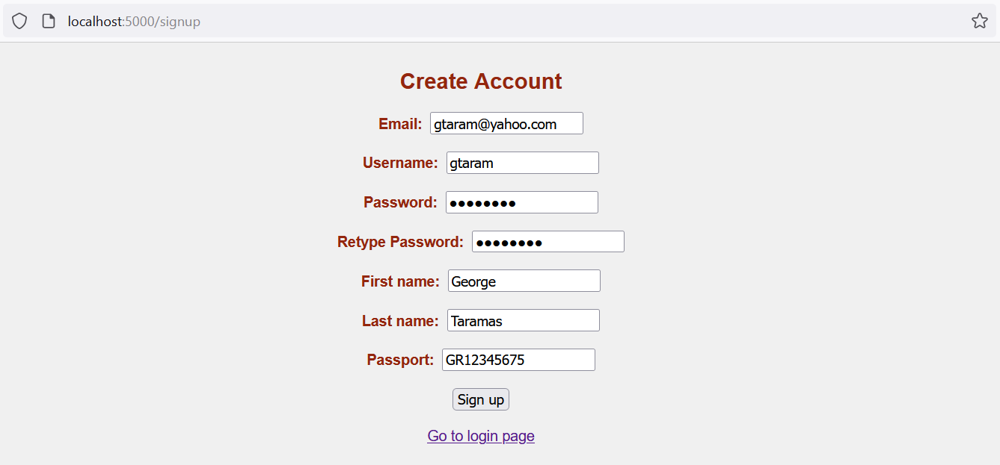 localhost:5000/signup
Create Account
Email: gtaram@yahoo.com
Username: gtaram
Password: ●●●●●●●●
Retype Password: ●●●●●●●●
First name: George
Last name: Taramas
Passport: GR12345675
Sign up
Go to login page